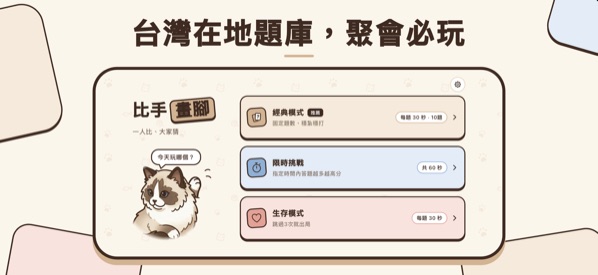 台灣在地題庫，聚會必玩
比手 畫腳
一人比、大家猜
今天玩哪個？
經典模式 推薦
固定題數，穩紮穩打
每題 30 秒 · 10題
限時挑戰
指定時間內答題越多越高分
共 60 秒
生存模式
跳過3次就出局
每題 30 秒